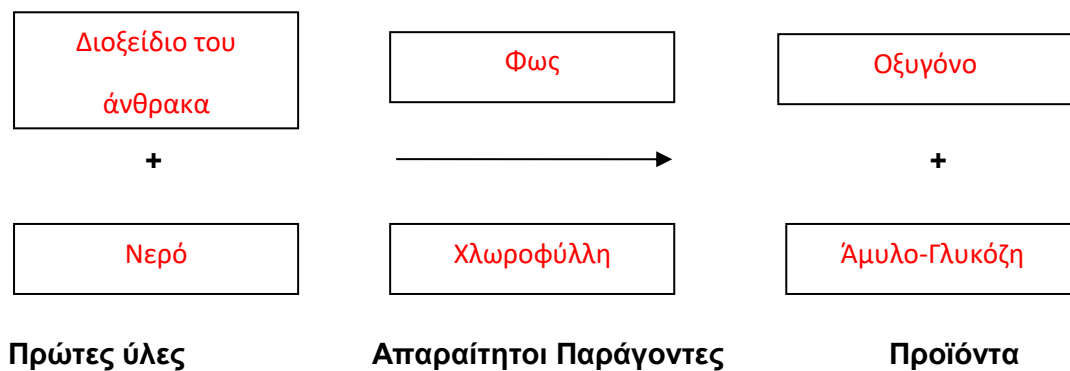 Διοξείδιο του
άνθρακα
Φως
Οξυγόνο
+
+
Νερό
Χλωροφύλλη
Άμυλο-Γλυκόζη
Πρώτες ύλες
Απαραίτητοι Παράγοντες
Προϊόντα